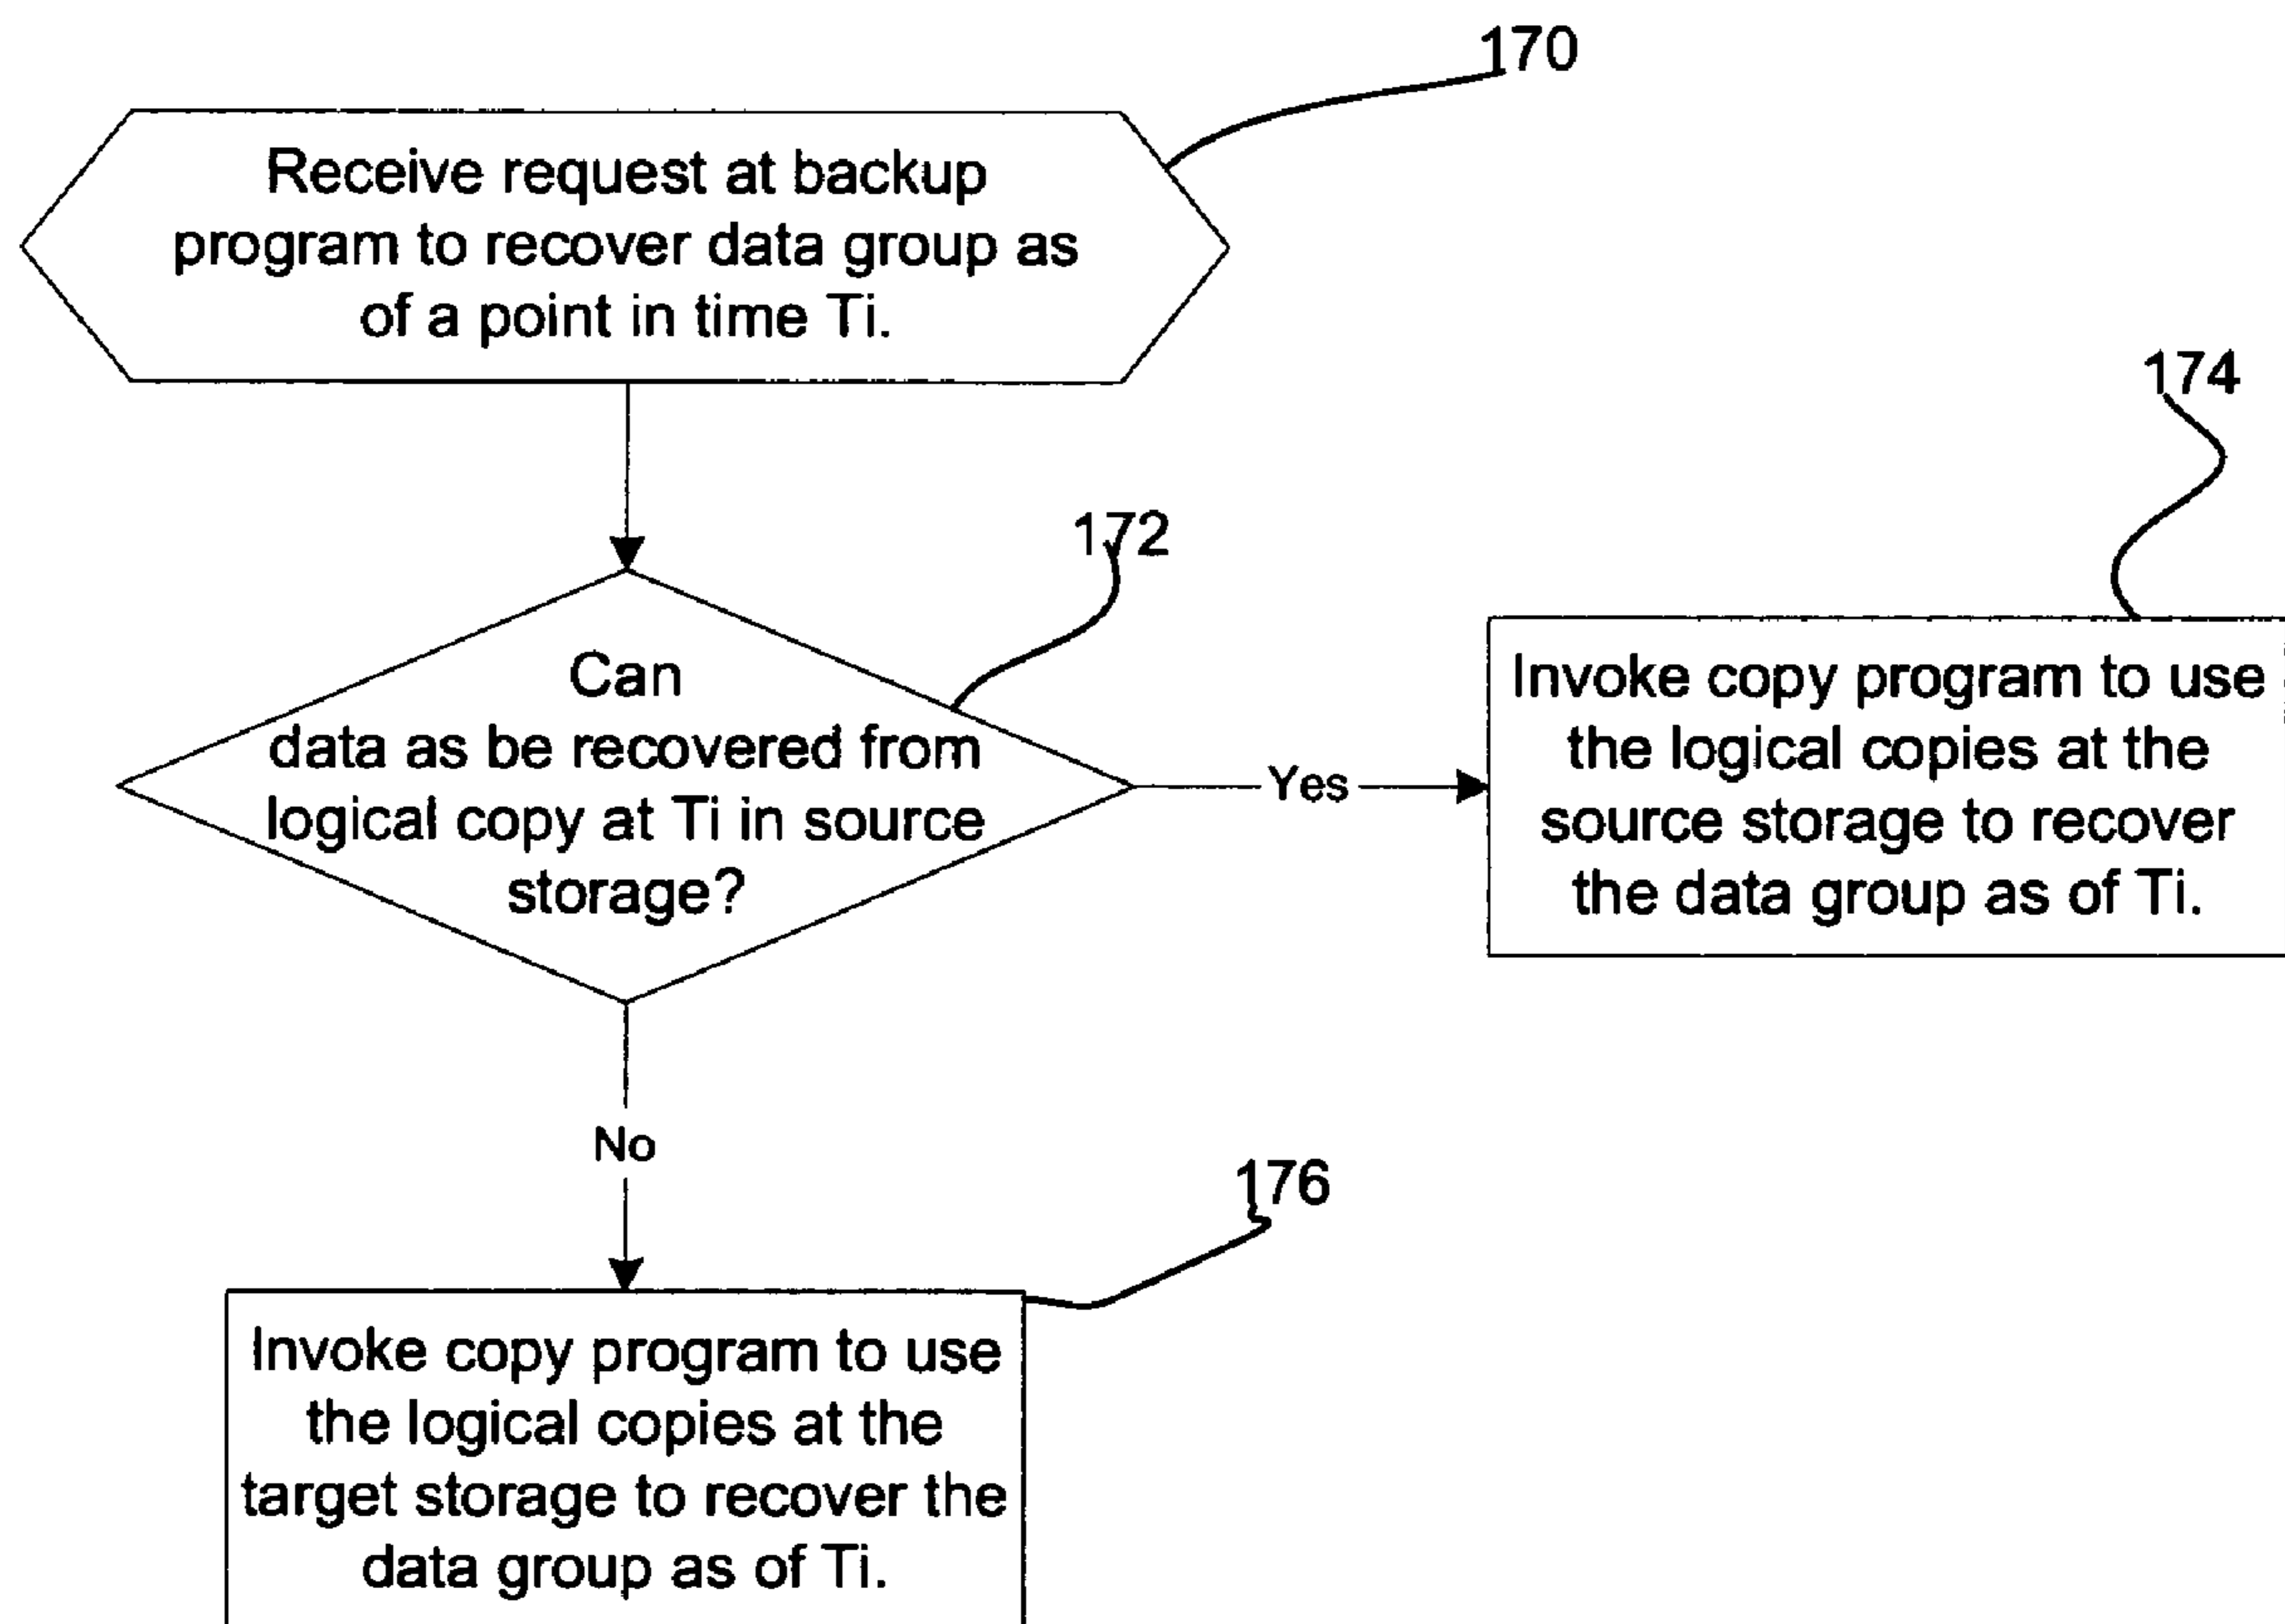 170
Receive request at backup
program to recover data group as
of a point in time Ti.
174
172
Can
data as be recovered from
logical copy at Ti in source
storage?
Yes
Invoke copy program to use
the logical copies at the
source storage to recover
the data group as of Ti.
No
176
Invoke copy program to use
the logical copies at the
target storage to recover the
data group as of Ti.